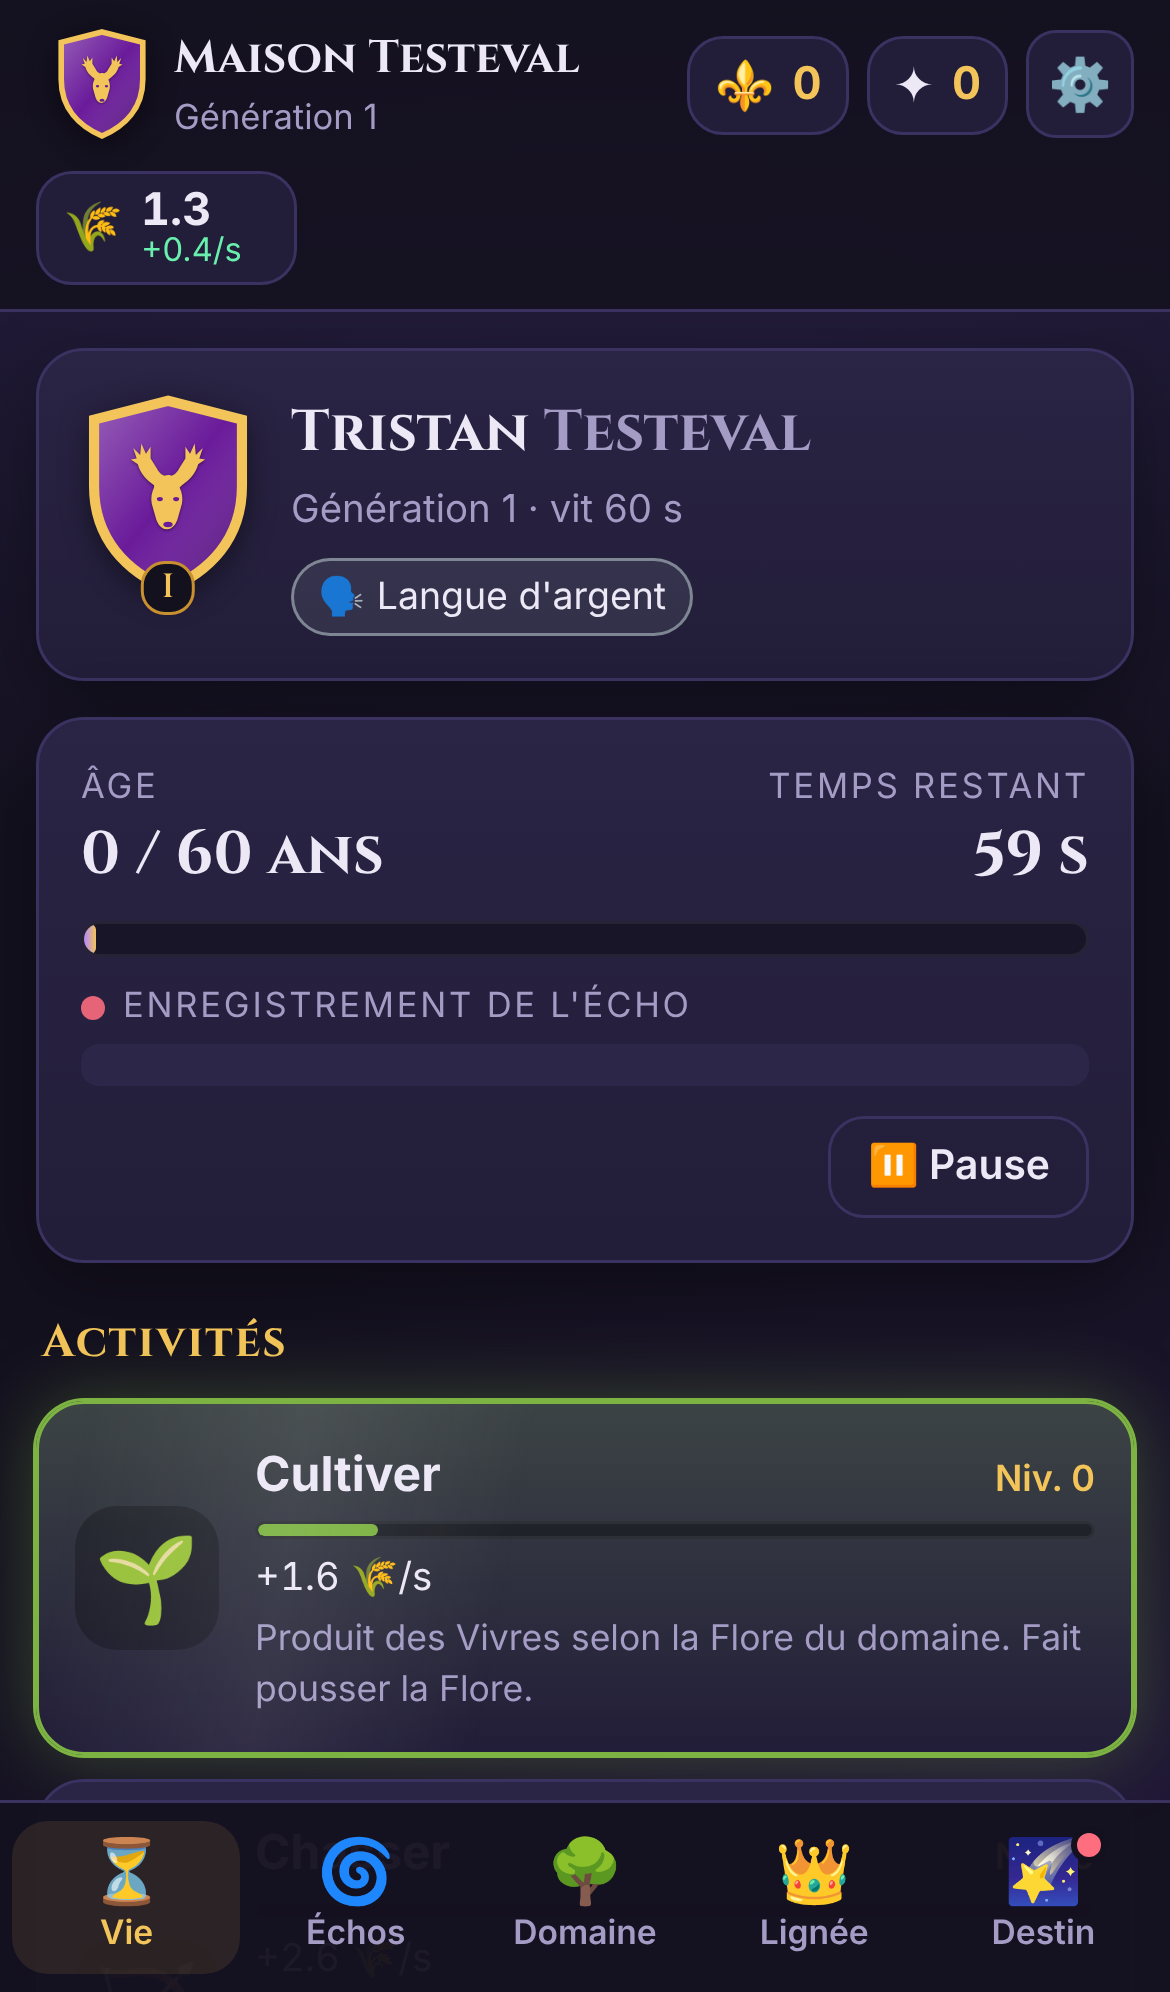 Maison Testeval
Génération 1
0
0
1.3
+0.4/s
Tristan Testeval
Génération 1 · vit 60 s
I
Langue d'argent
ÂGE
TEMPS RESTANT
0 / 60 ans
59 s
ENREGISTREMENT DE L'ÉCHO
Pause
Activités
Cultiver
Niv. 0
+1.6 /s
Produit des Vivres selon la Flore du domaine. Fait
pousser la Flore.
+2.6 /s
Vie
Échos
Domaine
Lignée
Destin